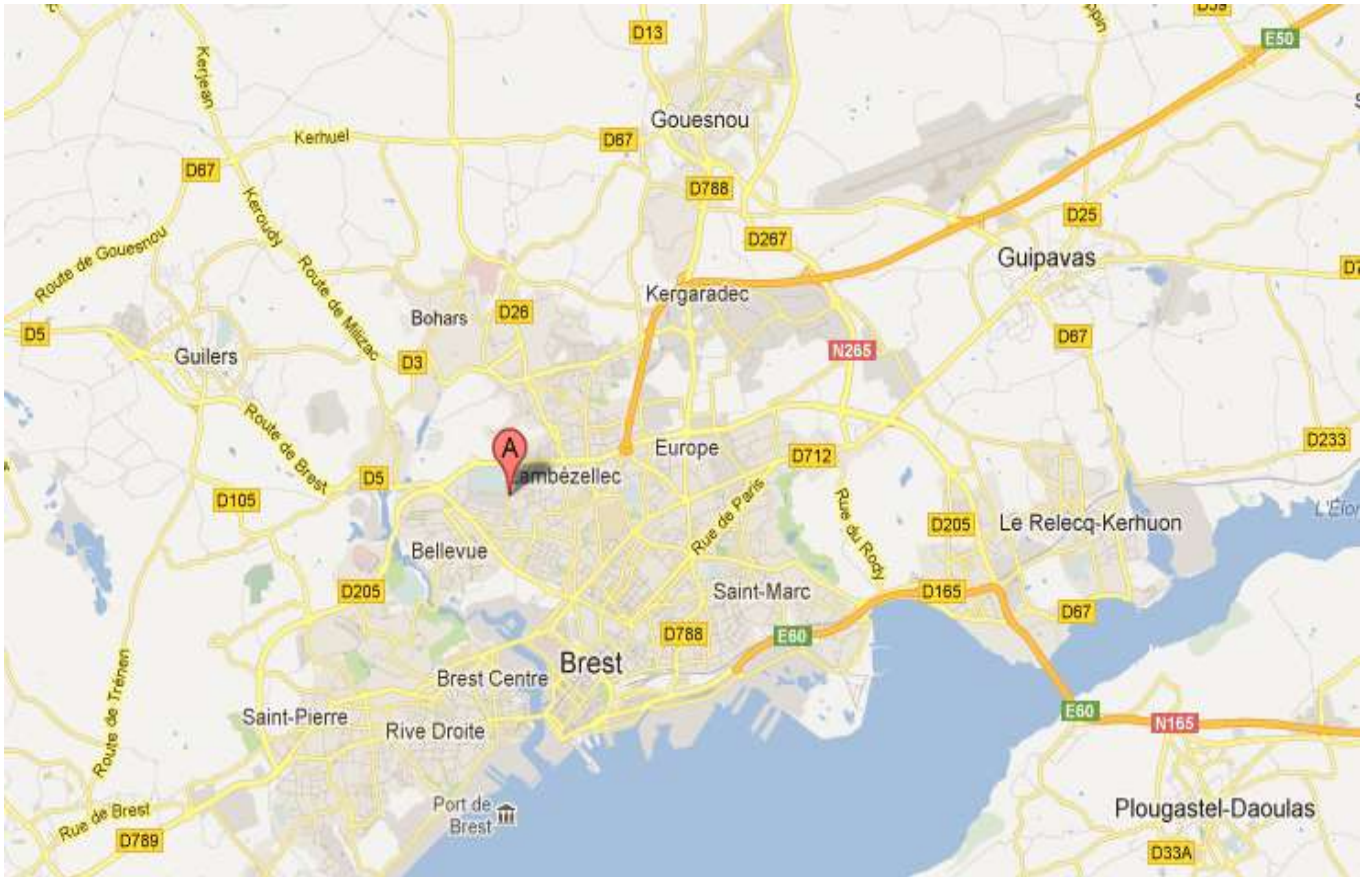 D13
D59
E50
Kerjean
Gouesnou
Kerhuel
D67
D67
D788
D25
Keroudy
D267
Guipavas
Route de Gouesnou
Kergaradec
Route de Milizac
D26
Bohars
D5
D67
Guilers
D3
N265
Route de Brest
A
Europe
D233
D712
Lambézellec
D5
D105
Rue de Paris
Rue du Rody
D205
Le Relecq-Kerhuon
Bellevue
D205
Saint-Marc
D165
D67
D788
E60
Route de Trénen
Brest
Brest Centre
Saint-Pierre
Rive Droite
E60
N165
Port de
Brest
Rue de Brest
D789
Plougastel-Daoulas
D33A